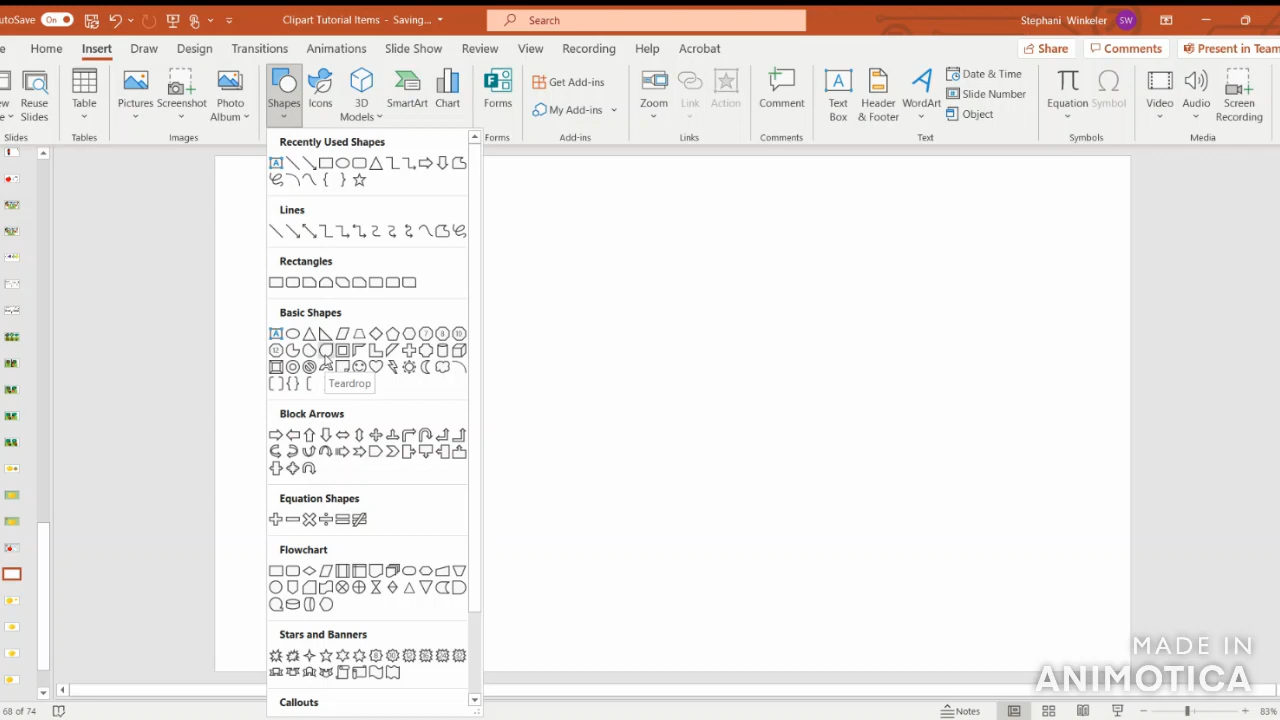 utoSave On
Clipart Tutorial Items - Saving...
Search
Stephani Winkeler SW
e Home Insert Draw Design Transitions Animations Slide Show Review View Recording Help Acrobat
Share Comments Present in Team
w Reuse Slides
Table
Pictures Screenshot Photo Album
Shapes Icons 3D Models SmartArt Chart
Forms
Get Add-ins
My Add-ins
Zoom Link Action
Comment
Text Box Header & Footer WordArt
Date & Time
Slide Number
Object
Equation Symbol
Video Audio Screen Recording
Slides Tables Images Forms Add-ins Links Comments Text Symbols Media
Recently Used Shapes
Lines
Rectangles
Basic Shapes
Teardrop
Block Arrows
Equation Shapes
Flowchart
Stars and Banners
Callouts
MADE IN
ANIMOTICA
68 of 74
Notes
83%